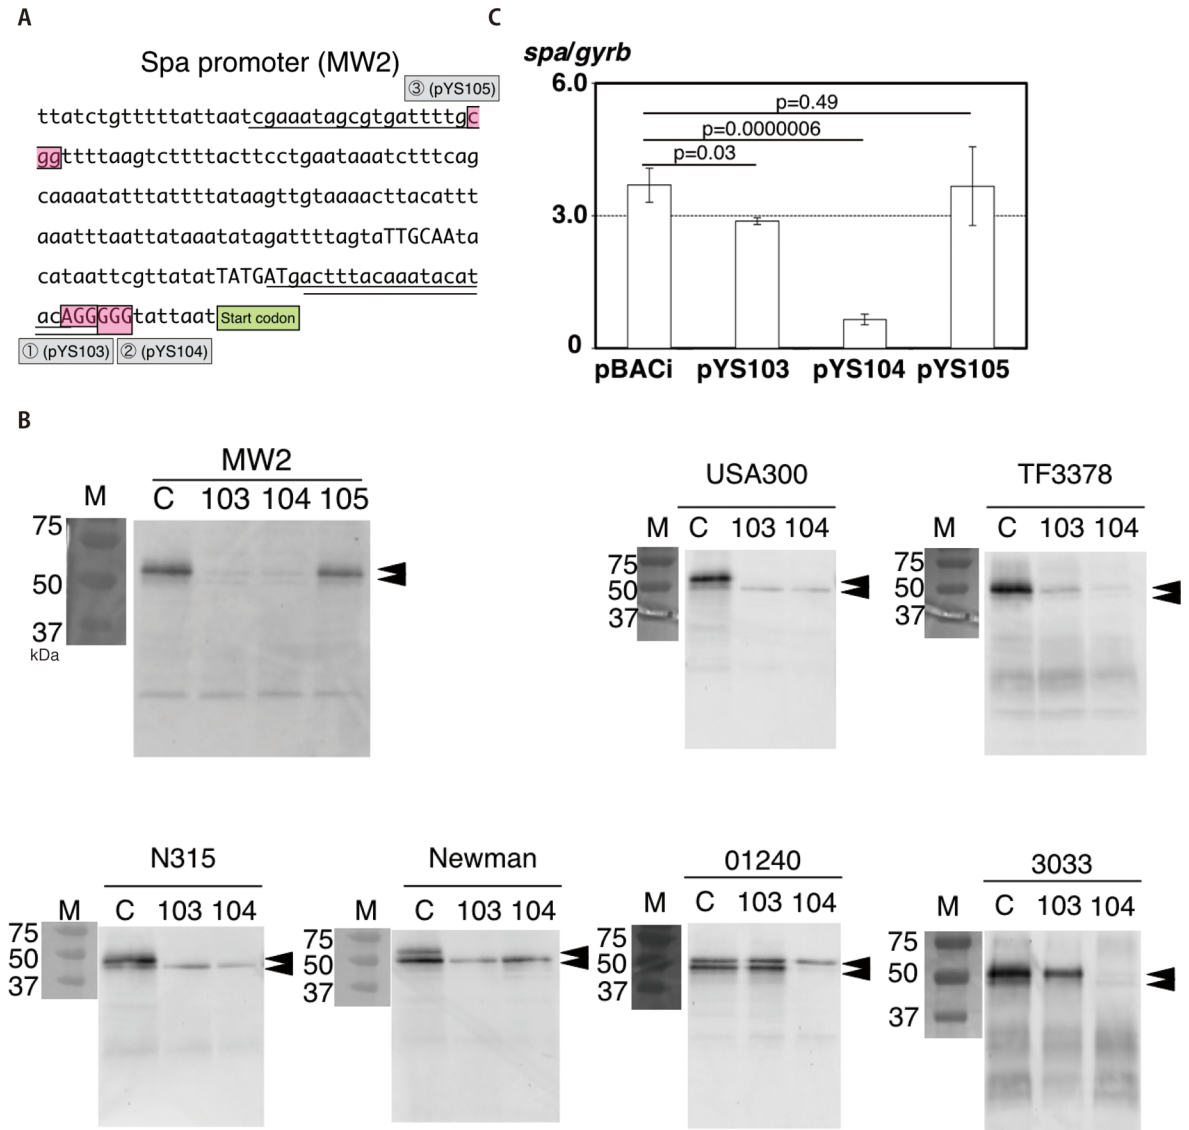 A
Spa promoter (MW2)
③ (pYS105)
ttatctgtttttattaatcgaaatagcgtgattttgc
ggttttaagtcttttacttcctgaataaatctttcag
caaaatatttattttataagttgtaaaacttacattt
aaatttaattataaatatagattttagtaTTGCAAta
cataattcgttatatTATGATgactttacaaatacat
acAGGGGGtattaat Start codon
① (pYS103) ② (pYS104)
C
spa/gyrb
6.0
p=0.49
p=0.0000006
p=0.03
3.0
0
pBACi pYS103 pYS104 pYS105
B
MW2
M C 103 104 105
75
50
37
kDa
USA300
M C 103 104
75
50
37
TF3378
M C 103 104
75
50
37
N315
M C 103 104
75
50
37
Newman
M C 103 104
75
50
37
01240
M C 103 104
75
50
37
3033
M C 103 104
75
50
37